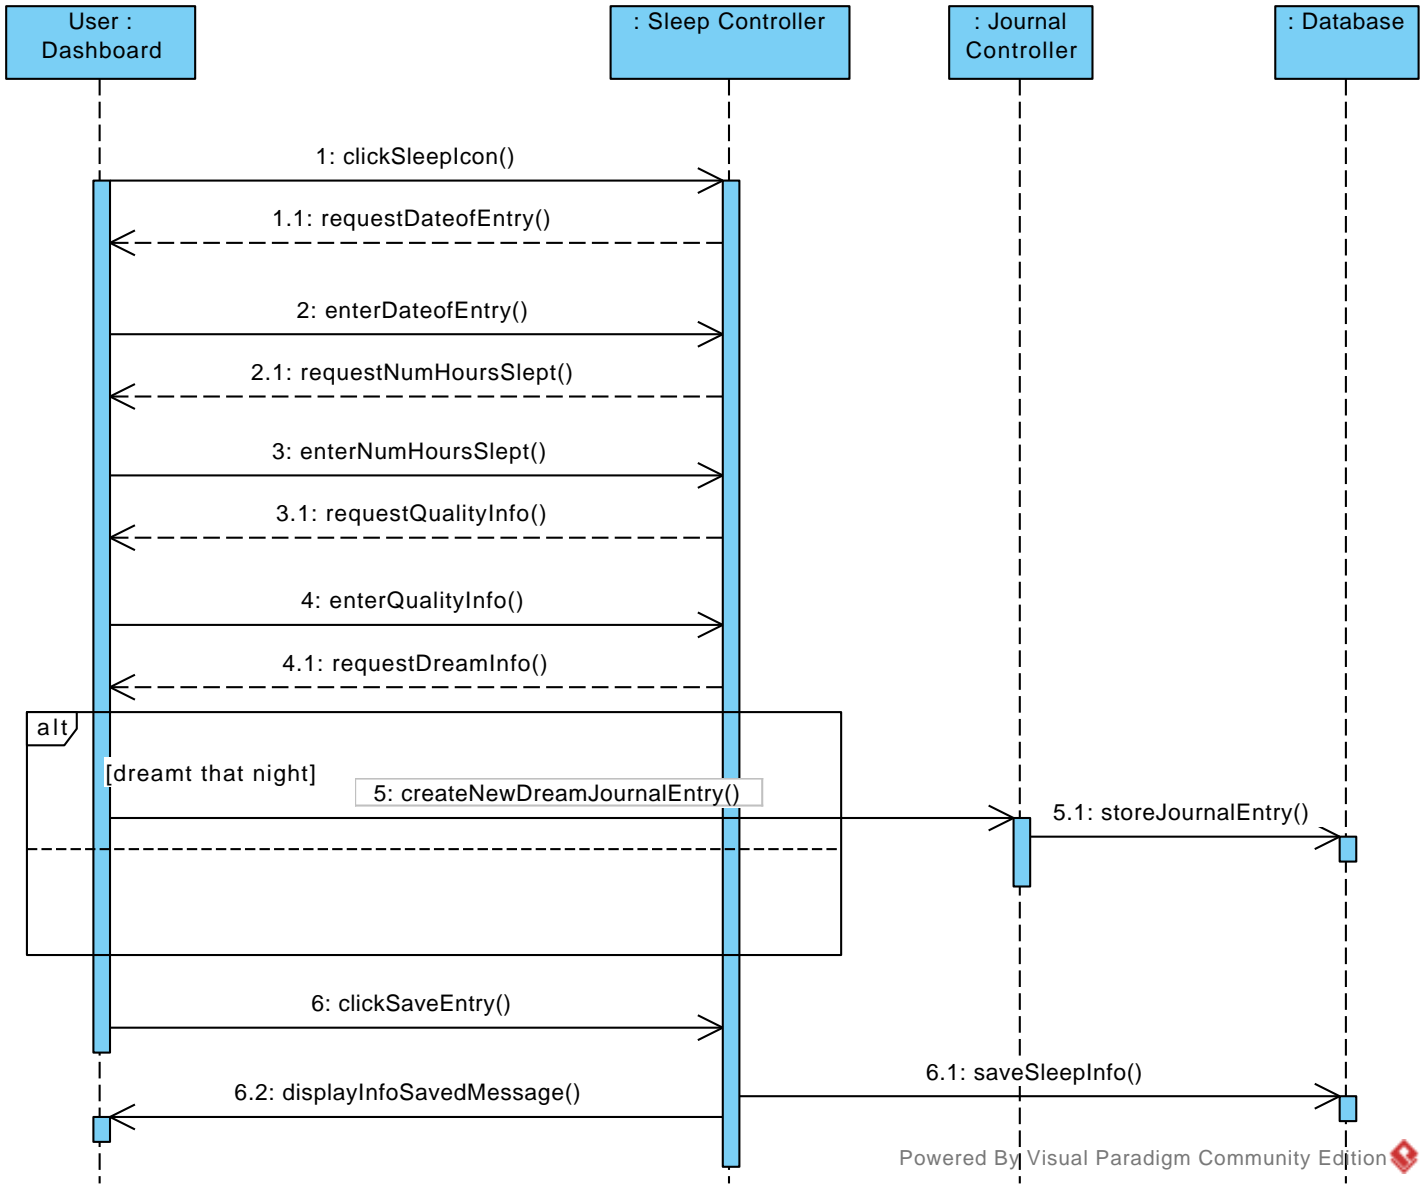 User :
Dashboard
: Sleep Controller
: Journal
Controller
: Database
1: clickSleepIcon()
1.1: requestDateofEntry()
2: enterDateofEntry()
2.1: requestNumHoursSlept()
3: enterNumHoursSlept()
3.1: requestQualityInfo()
4: enterQualityInfo()
4.1: requestDreamInfo()
alt
[dreamt that night]
5: createNewDreamJournalEntry()
5.1: storeJournalEntry()
6: clickSaveEntry()
6.1: saveSleepInfo()
6.2: displayInfoSavedMessage()
Powered By Visual Paradigm Community Edition